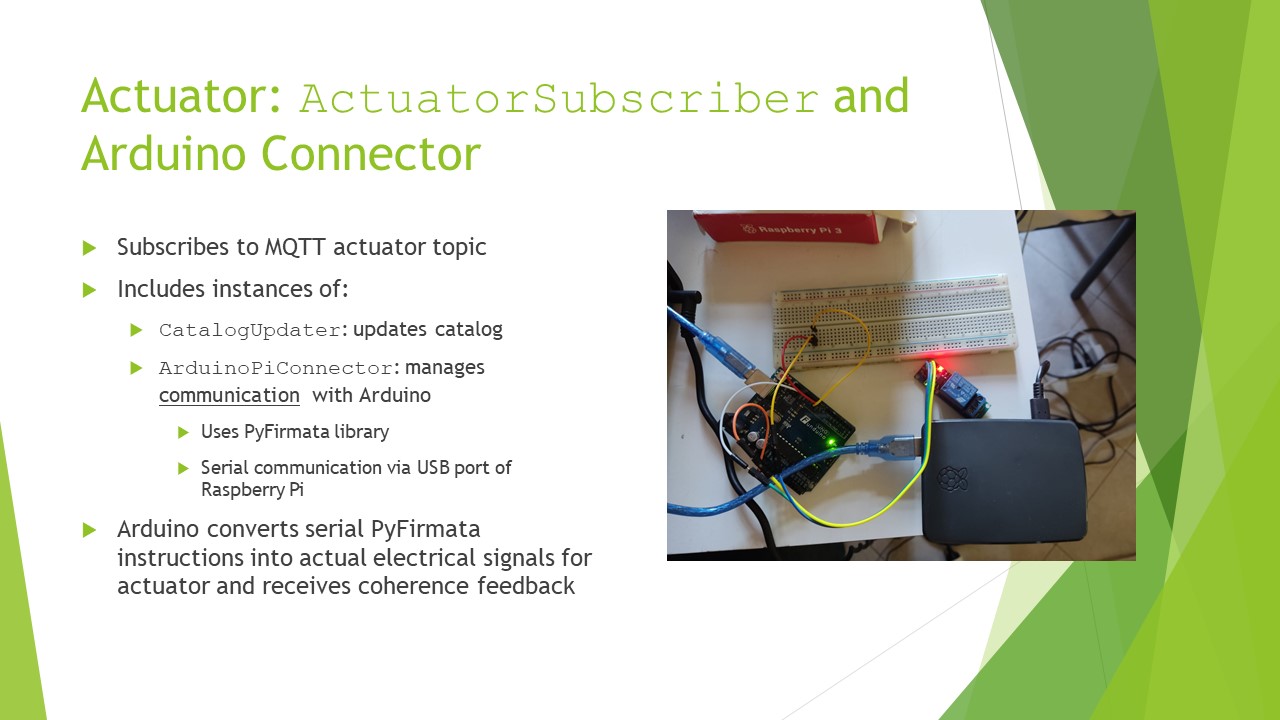 Actuator: ActuatorSubscriber and
Arduino Connector
Subscribes to MQTT actuator topic
Includes instances of:
CatalogUpdater: updates catalog
ArduinoPiConnector: manages
communication with Arduino
Uses PyFirmata library
Serial communication via USB port of
Raspberry Pi
Arduino converts serial PyFirmata
instructions into actual electrical signals for
actuator and receives coherence feedback
Raspberry Pi 3